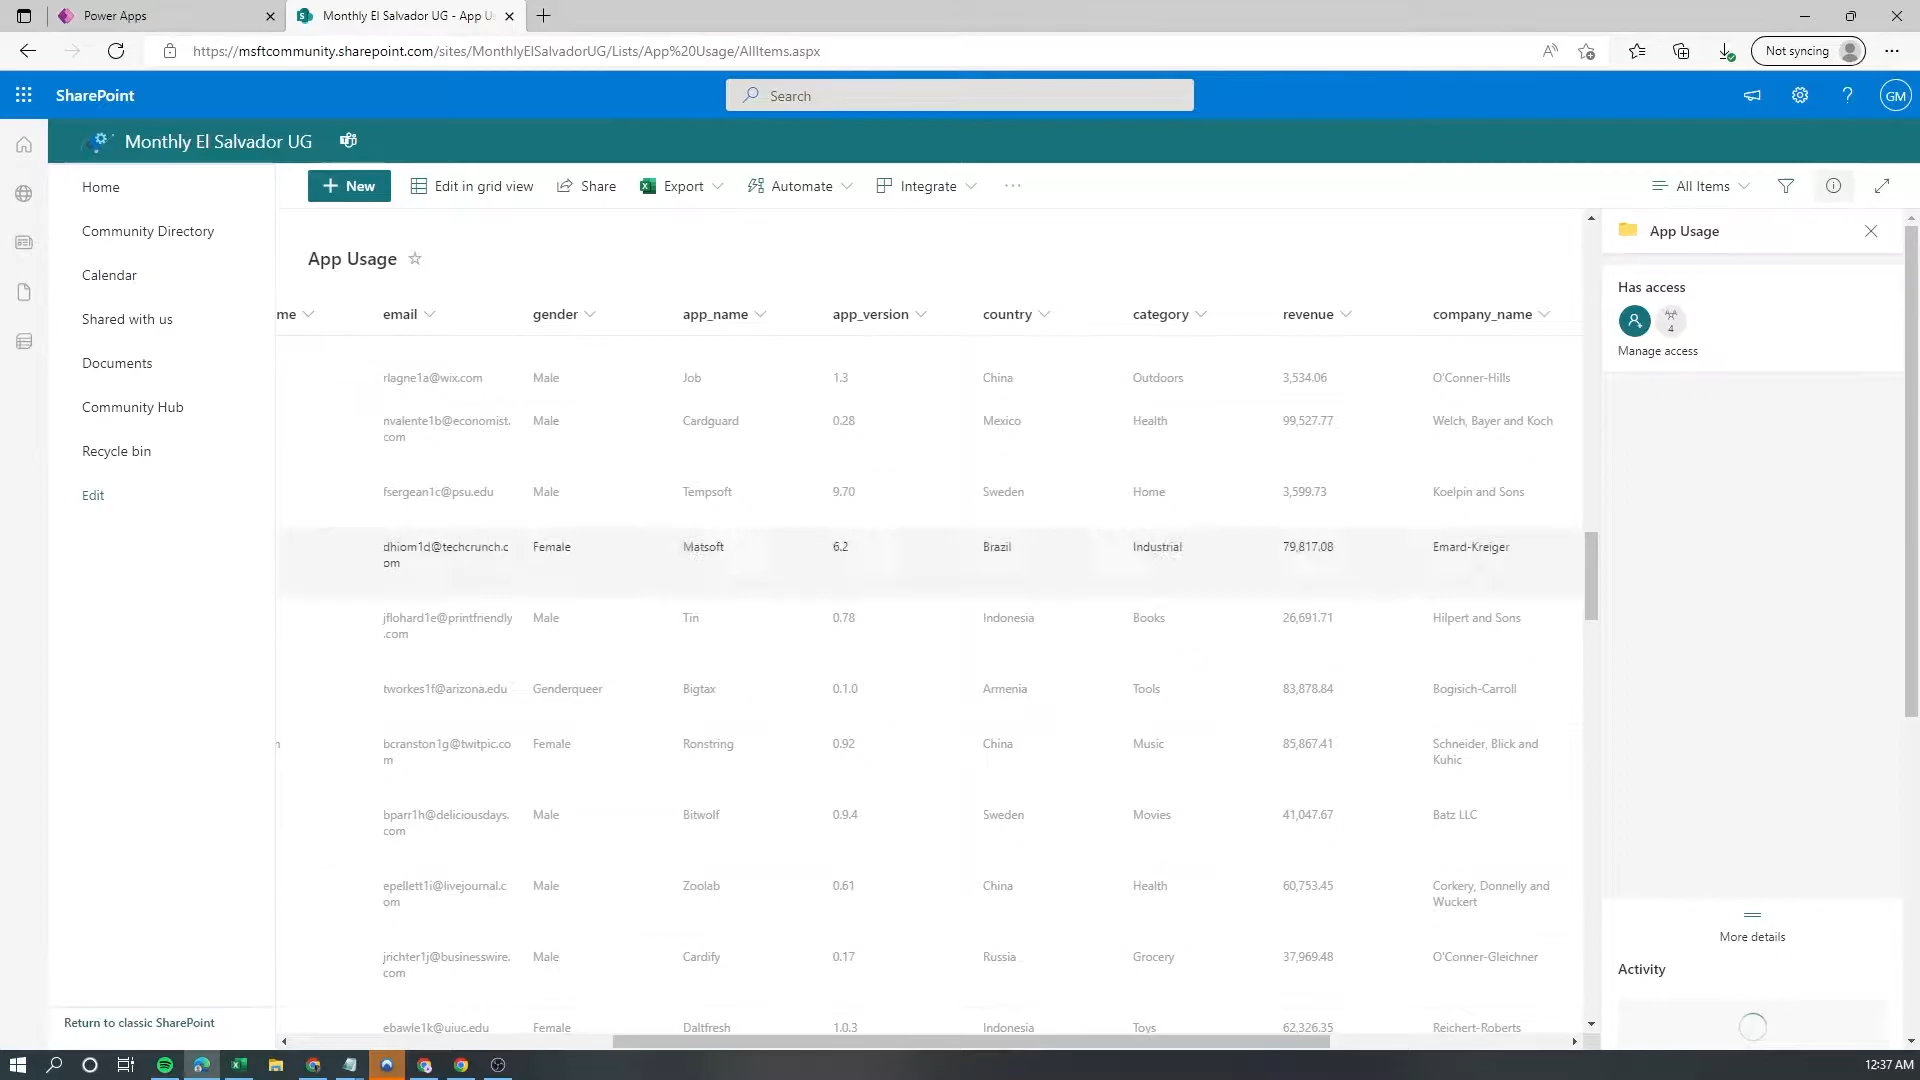 Power Apps
Monthly El Salvador UG - App Us
https://msftcommunity.sharepoint.com/sites/MonthlyElSalvadorUG/Lists/App%20Usage/AllItems.aspx
Not syncing
SharePoint
Search
GM
Monthly El Salvador UG
Home
Community Directory
Calendar
Shared with us
Documents
Community Hub
Recycle bin
Edit
Return to classic SharePoint
New
Edit in grid view
Share
Export
Automate
Integrate
All Items
App Usage
me email gender app_name app_version country category revenue company_name
rlagne1a@wix.com Male Job 1.3 China Outdoors 3,534.06 O'Conner-Hills
nvalente1b@economist. Male Cardguard 0.28 Mexico Health 99,527.77 Welch, Bayer and Koch
com
fsergean1c@psu.edu Male Tempsoft 9.70 Sweden Home 3,599.73 Koelpin and Sons
dhiom1d@techcrunch.c Female Matsoft 6.2 Brazil Industrial 79,817.08 Emard-Kreiger
om
jflohard1e@printfriendly Male Tin 0.78 Indonesia Books 26,691.71 Hilpert and Sons
.com
tworkes1f@arizona.edu Genderqueer Bigtax 0.1.0 Armenia Tools 83,878.84 Bogisich-Carroll
bcranston1g@twitpic.co Female Ronstring 0.92 China Music 85,867.41 Schneider, Blick and
m Kuhic
bparr1h@deliciousdays. Male Bitwolf 0.9.4 Sweden Movies 41,047.67 Batz LLC
com
epellett1i@livejournal.c Male Zoolab 0.61 China Health 60,753.45 Corkery, Donnelly and
om Wuckert
jrichter1j@businesswire. Male Cardify 0.17 Russia Grocery 37,969.48 O'Conner-Gleichner
com
ebawle1k@uiuc.edu Female Daltfresh 1.0.3 Indonesia Toys 62,326.35 Reichert-Roberts
App Usage
Has access
4
Manage access
More details
Activity
12:37 AM